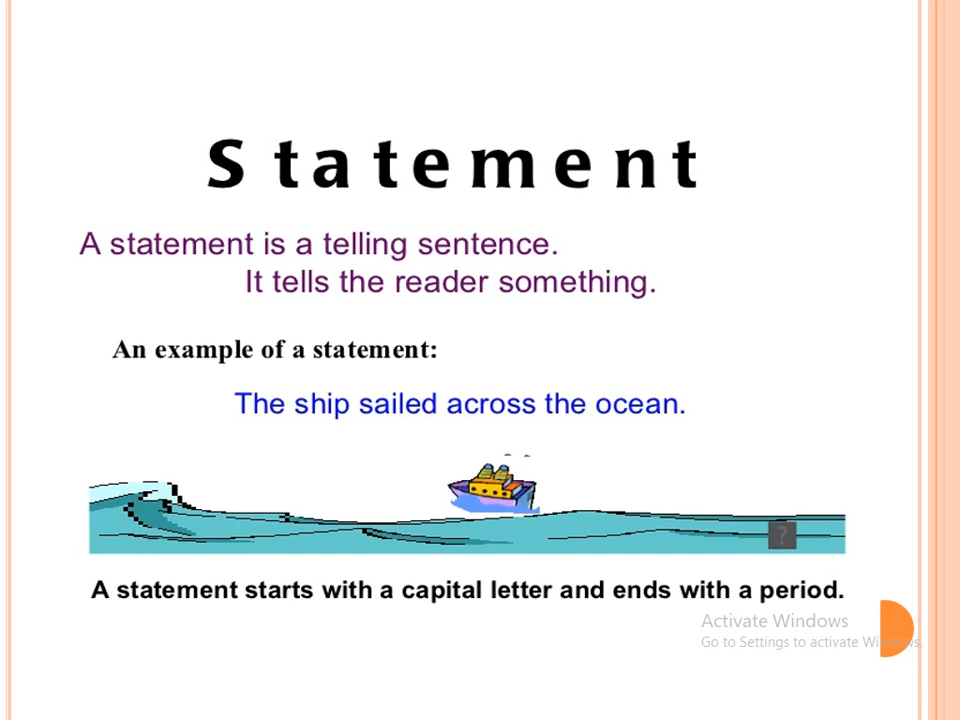 Statement
A statement is a telling sentence.
It tells the reader something.
An example of a statement:
The ship sailed across the ocean.
?
A statement starts with a capital letter and ends with a period.
Activate Windows
Go to Settings to activate Windows.